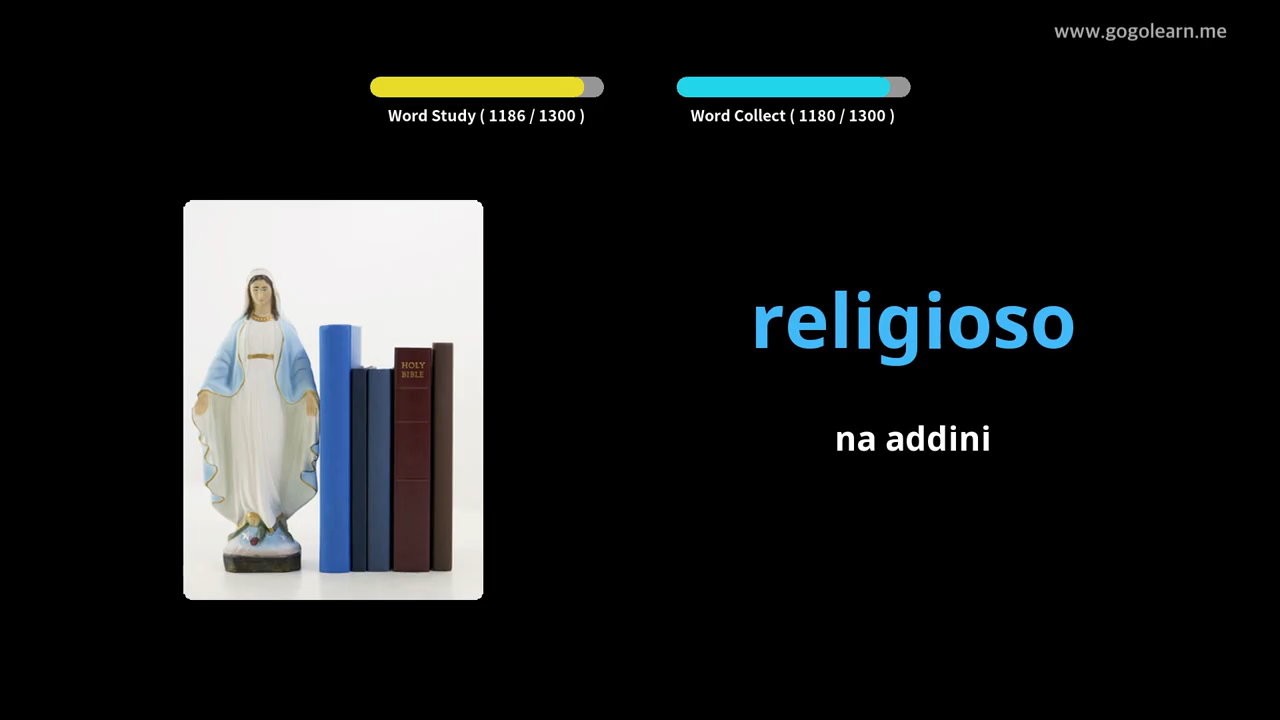 www.gogolearn.me
Word Study ( 1186 / 1300 )
Word Collect ( 1180 / 1300 )
HOLY
BIBLE
religioso
na addini